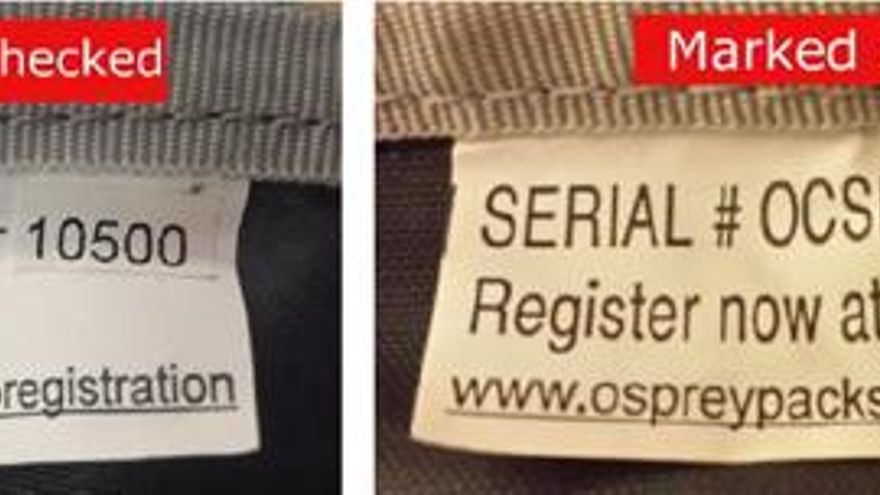 hecked
10500
registration
Marked
SERIAL # OCS
Register now at
www.ospreypacks